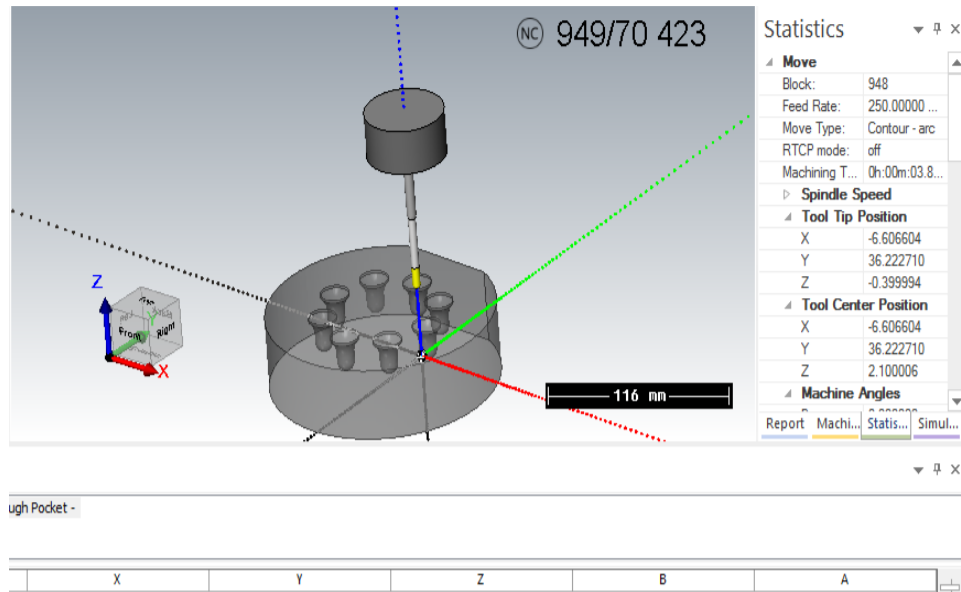 NC 949/70 423
Statistics
Move
Block: 948
Feed Rate: 250.00000 ...
Move Type: Contour - arc
RTCP mode: off
Machining T... 0h:00m:03.8...
Spindle Speed
Tool Tip Position
X -6.606604
Y 36.222710
Z -0.399994
Tool Center Position
X -6.606604
Y 36.222710
Z 2.100006
Machine Angles
Report Machi... Statis... Simul...
Z
Front Right
Y
X
116 mm
ugh Pocket -
X Y Z B A